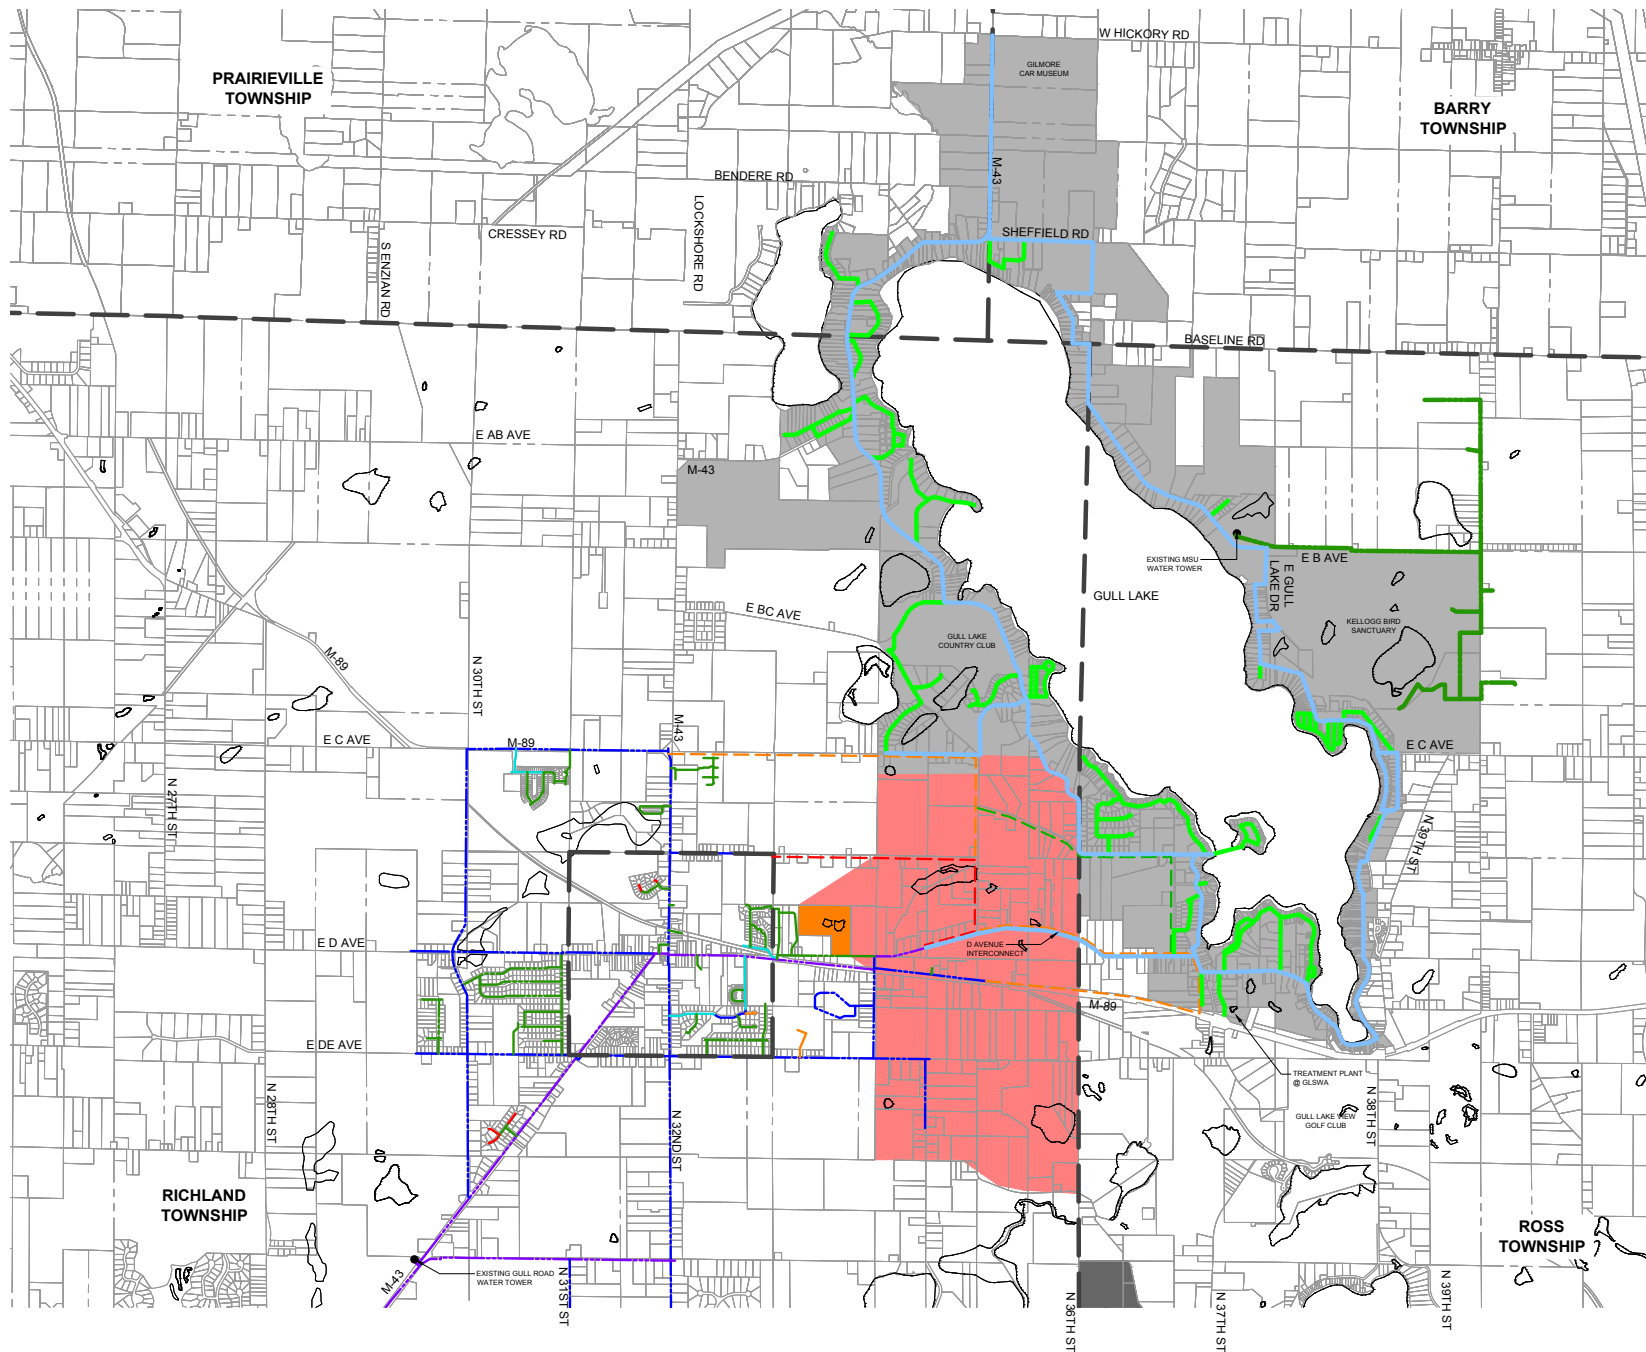 W HICKORY RD
GILMORE
CAR MUSEUM
PRAIRIEVILLE
TOWNSHIP
BARRY
TOWNSHIP
M-43
BENDERE RD
LOCKSHORE RD
CRESSEY RD
SHEFFIELD RD
S ENZIAN RD
BASELINE RD
E AB AVE
M-43
EXISTING MSU
WATER TOWER
E B AVE
E GULL
LAKE DR
GULL LAKE
E BC AVE
KELLOGG BIRD
SANCTUARY
GULL LAKE
COUNTRY CLUB
M-89
N 30TH ST
M-43
E C AVE
M-89
E C AVE
N 27TH ST
N 39TH ST
E D AVE
D AVENUE
INTERCONNECT
M-89
E DE AVE
TREATMENT PLANT
@ GLSWA
N 28TH ST
N 32ND ST
GULL LAKE VIEW
GOLF CLUB
N 38TH ST
RICHLAND
TOWNSHIP
ROSS
TOWNSHIP
M-43
EXISTING GULL ROAD
WATER TOWER
N 31ST ST
N 36TH ST
N 37TH ST
N 39TH ST